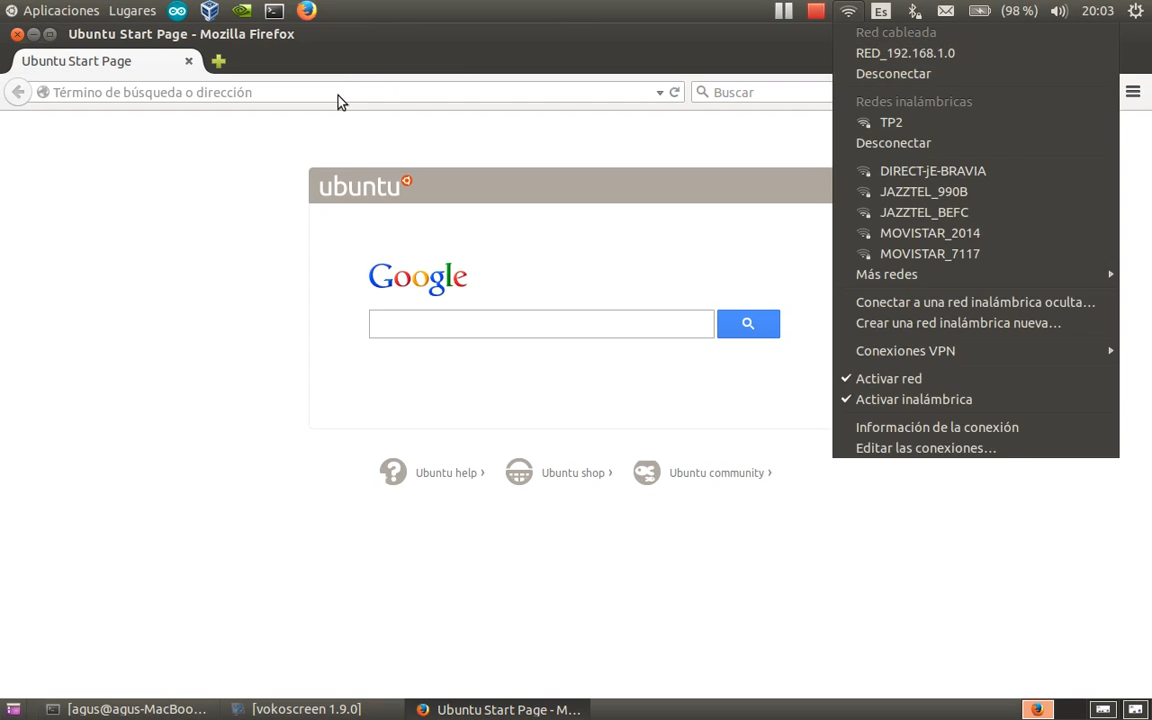 Aplicaciones Lugares
Es (98 %) 20:03
Ubuntu Start Page - Mozilla Firefox
Ubuntu Start Page
Término de búsqueda o dirección
Buscar
ubuntu
Google
Ubuntu help ›
Ubuntu shop ›
Ubuntu community ›
Red cableada
RED_192.168.1.0
Desconectar
Redes inalámbricas
TP2
Desconectar
DIRECT-jE-BRAVIA
JAZZTEL_990B
JAZZTEL_BEFC
MOVISTAR_2014
MOVISTAR_7117
Más redes
Conectar a una red inalámbrica oculta...
Crear una red inalámbrica nueva...
Conexiones VPN
Activar red
Activar inalámbrica
Información de la conexión
Editar las conexiones...
[agus@agus-MacBoo...
[vokoscreen 1.9.0]
Ubuntu Start Page - M...